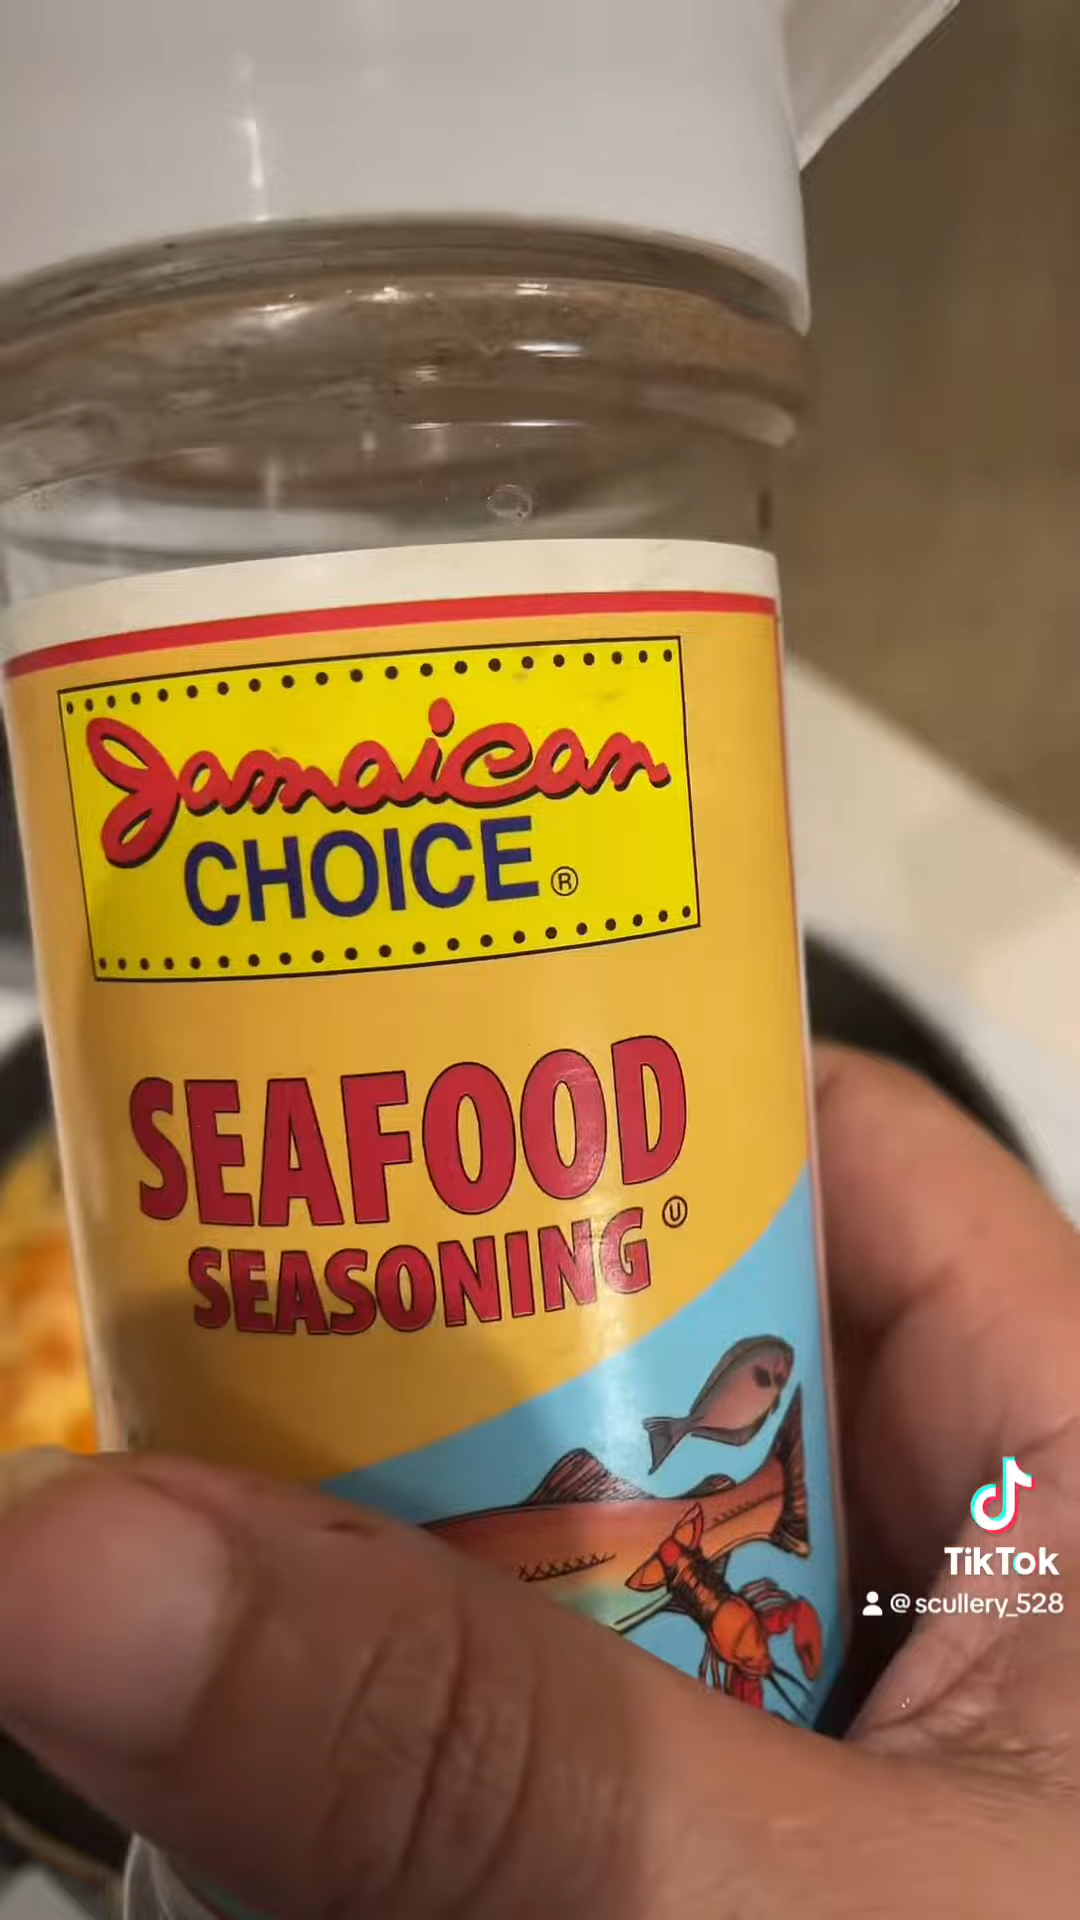 Jamaican
CHOICE®
SEAFOOD
SEASONING Ⓤ
TikTok
@scullery_528